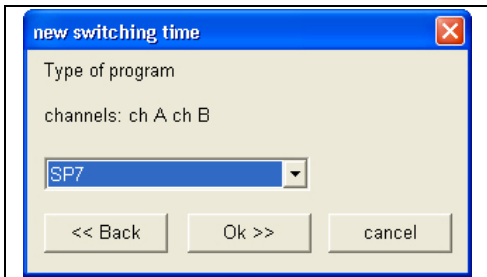 new switching time
Type of program
channels: ch A ch B
SP7
<< Back Ok >> cancel